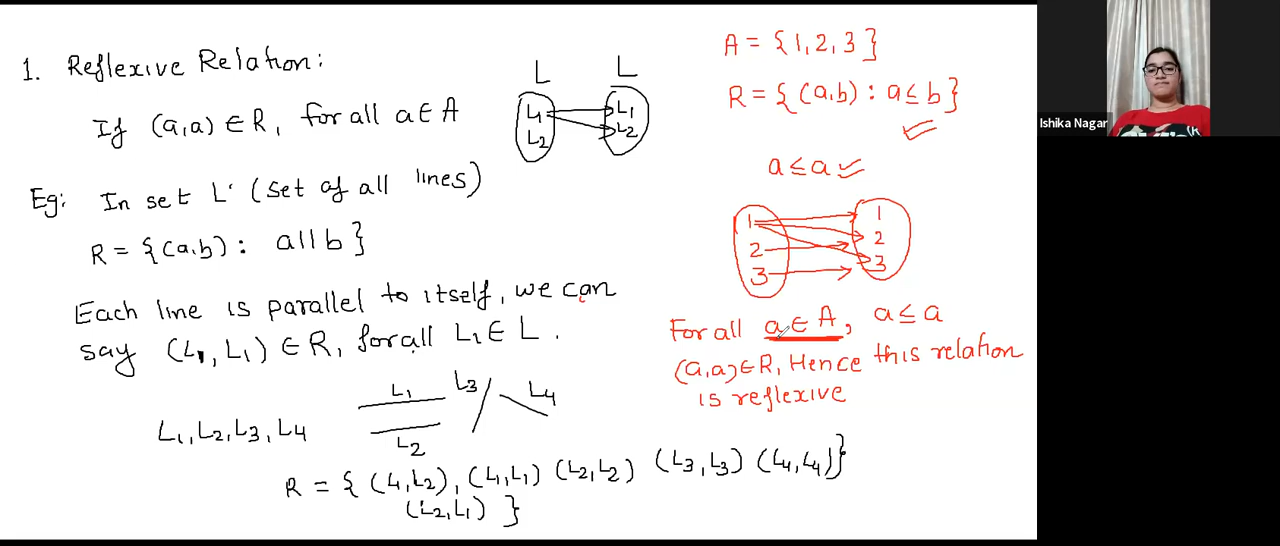 1. Reflexive Relation:
If (a,a) ∈ R, for all a ∈ A
L L
L1 L1
L2 L2
Eg: In set L' (set of all lines)
R = {(a,b) : a||b}
Each line is parallel to itself, we can
say (L1, L1) ∈ R, for all L1 ∈ L.
L1, L2, L3, L4
L1 L3 L4
L2
R = { (L1,L2), (L1,L1) (L2,L2) (L3,L3) (L4,L4)}
(L2,L1) }
A = {1,2,3}
R = {(a,b) : a ≤ b}
a ≤ a
1 1
2 2
3 3
For all a ∈ A, a ≤ a
(a,a) ∈ R, Hence this relation
is reflexive
Ishika Nagar